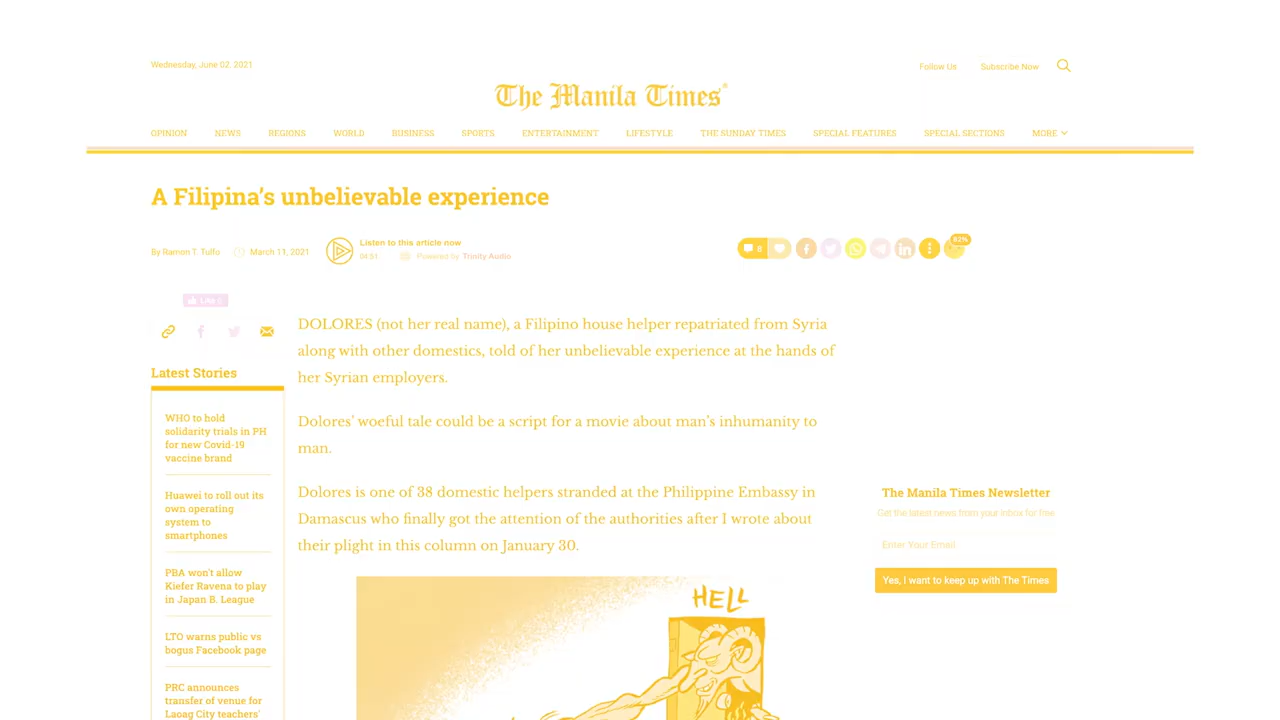 Wednesday, June 02, 2021
Follow Us
Subscribe Now
The Manila Times
OPINION NEWS REGIONS WORLD BUSINESS SPORTS ENTERTAINMENT LIFESTYLE THE SUNDAY TIMES SPECIAL FEATURES SPECIAL SECTIONS MORE
A Filipina's unbelievable experience
By Ramon T. Tulfo
March 11, 2021
Listen to this article now
04:51
Powered by Trinity Audio
8
82%
Like
DOLORES (not her real name), a Filipino house helper repatriated from Syria
along with other domestics, told of her unbelievable experience at the hands of
her Syrian employers.
Dolores' woeful tale could be a script for a movie about man's inhumanity to
man.
Dolores is one of 38 domestic helpers stranded at the Philippine Embassy in
Damascus who finally got the attention of the authorities after I wrote about
their plight in this column on January 30.
HELL
Latest Stories
WHO to hold
solidarity trials in PH
for new Covid-19
vaccine brand
Huawei to roll out its
own operating
system to
smartphones
PBA won't allow
Kiefer Ravena to play
in Japan B. League
LTO warns public vs
bogus Facebook page
PRC announces
transfer of venue for
Laoag City teachers'
The Manila Times Newsletter
Get the latest news from your inbox for free
Enter Your Email
Yes, I want to keep up with The Times